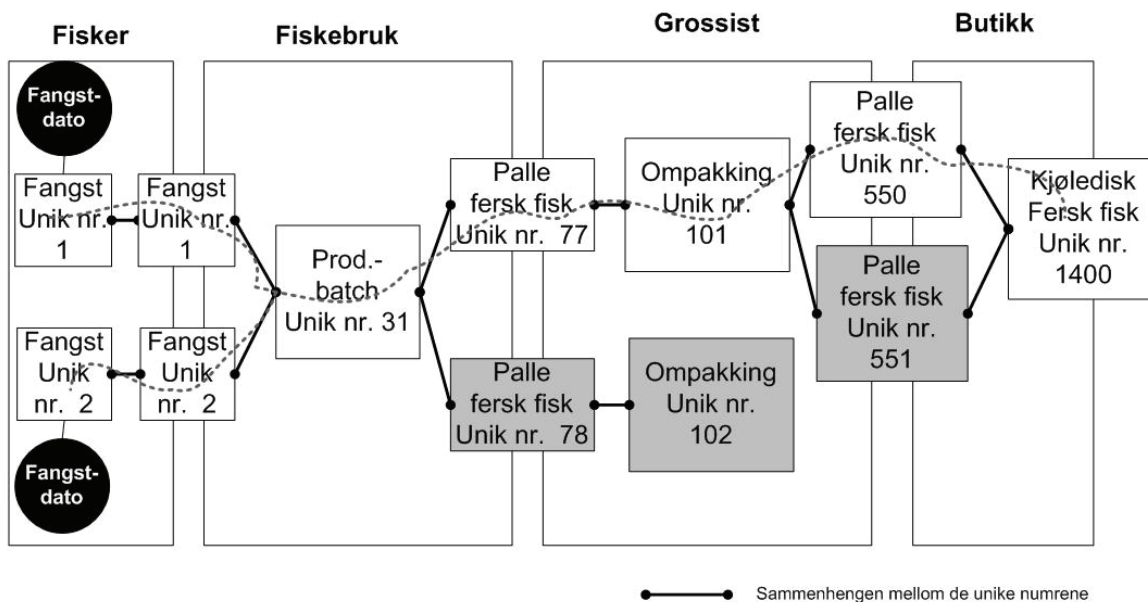 Fisker
Fiskebruk
Grossist
Butikk
Fangst-
dato
Fangst
Unik nr.
1
Fangst
Unik nr.
1
Fangst
Unik
nr. 2
Fangst
Unik
nr. 2
Fangst-
dato
Prod.-
batch
Unik nr. 31
Palle
fersk fisk
Unik nr. 77
Palle
fersk fisk
Unik nr. 78
Ompakking
Unik nr.
101
Ompakking
Unik nr.
102
Palle
fersk fisk
Unik nr.
550
Palle
fersk fisk
Unik nr.
551
Kjøledisk
Fersk fisk
Unik nr.
1400
Sammenhengen mellom de unike numrene